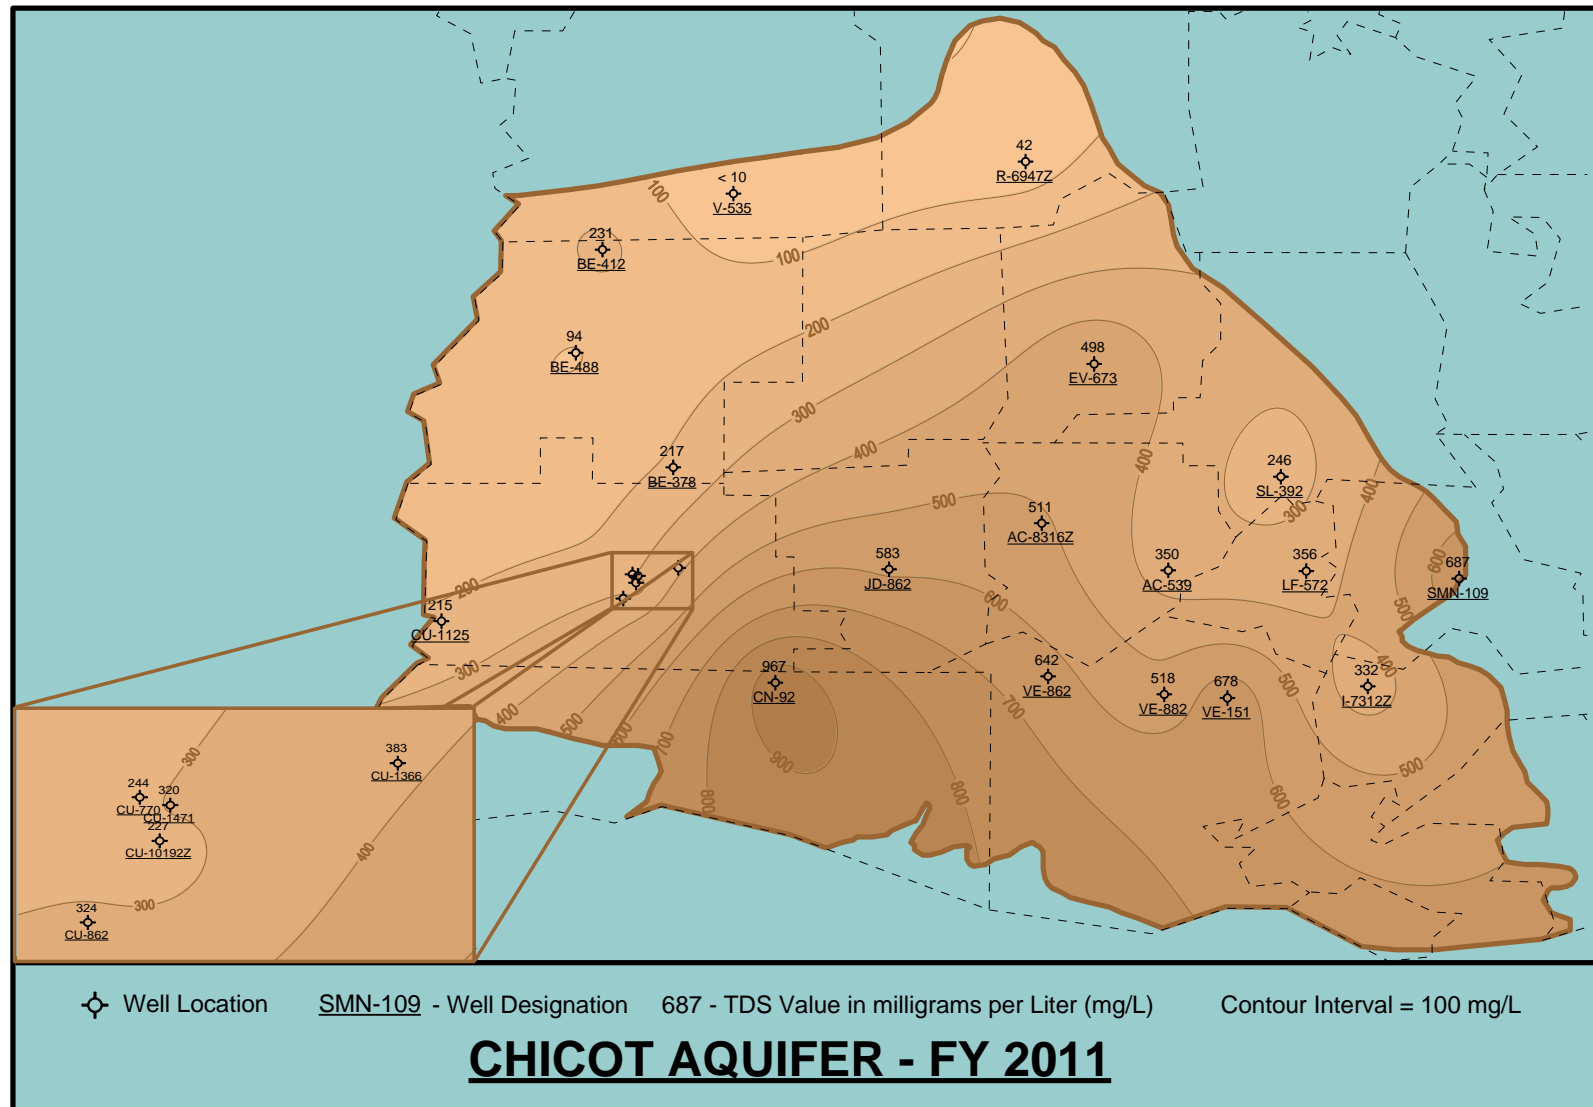 42
R-6947Z
< 10
V-535
100
231
BE-412
100
200
94
BE-488
498
EV-673
300
400
217
BE-378
400
246
SL-392
400
300
500
511
AC-8316Z
583
JD-862
350
AC-539
356
LF-572
600
687
SMN-109
200
215
CU-1125
600
500
300
967
CN-92
642
VE-862
518
VE-882
678
VE-151
500
400
332
I-7312Z
400
500
600
700
700
900
800
800
600
500
300
383
CU-1366
244
CU-770
320
CU-1471
227
CU-10192Z
400
300
324
CU-862
Well Location SMN-109 - Well Designation 687 - TDS Value in milligrams per Liter (mg/L) Contour Interval = 100 mg/L
CHICOT AQUIFER - FY 2011